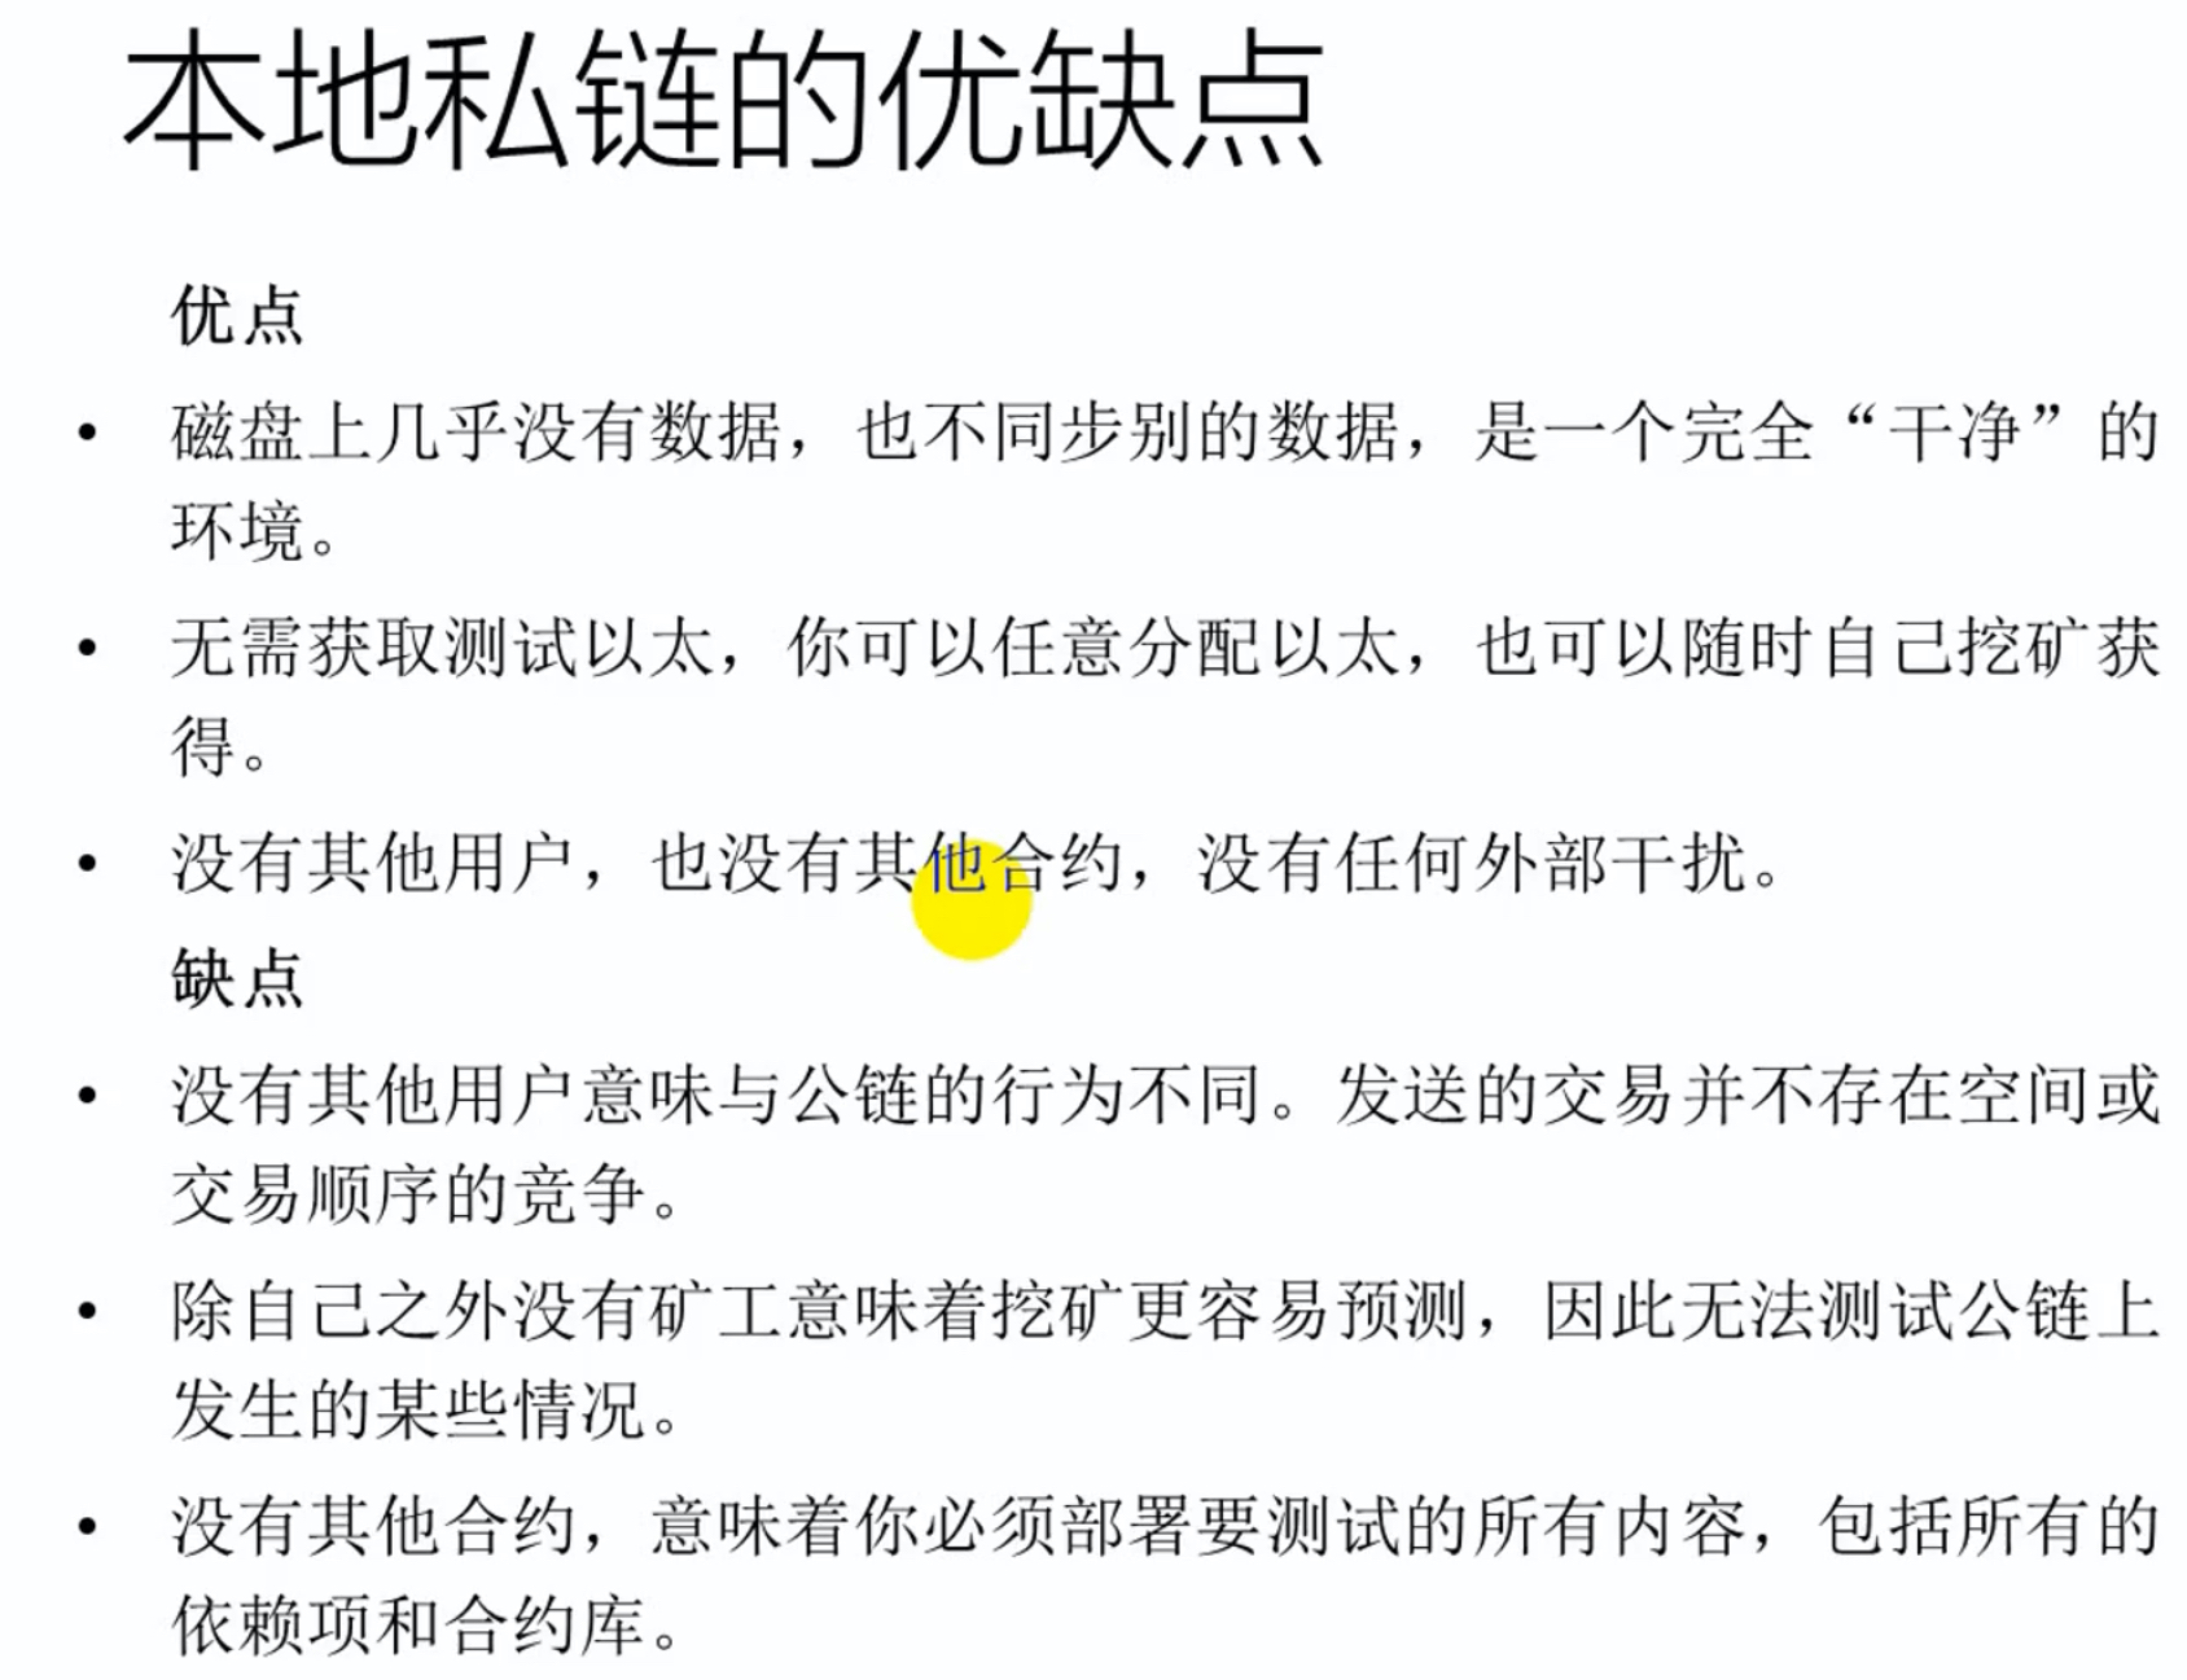 本地私链的优缺点
优点
• 磁盘上几乎没有数据，也不同步别的数据，是一个完全“干净”的
环境。
• 无需获取测试以太，你可以任意分配以太，也可以随时自己挖矿获
得。
• 没有其他用户，也没有其他合约，没有任何外部干扰。
缺点
• 没有其他用户意味与公链的行为不同。发送的交易并不存在空间或
交易顺序的竞争。
• 除自己之外没有矿工意味着挖矿更容易预测，因此无法测试公链上
发生的某些情况。
• 没有其他合约，意味着你必须部署要测试的所有内容，包括所有的
依赖项和合约库。